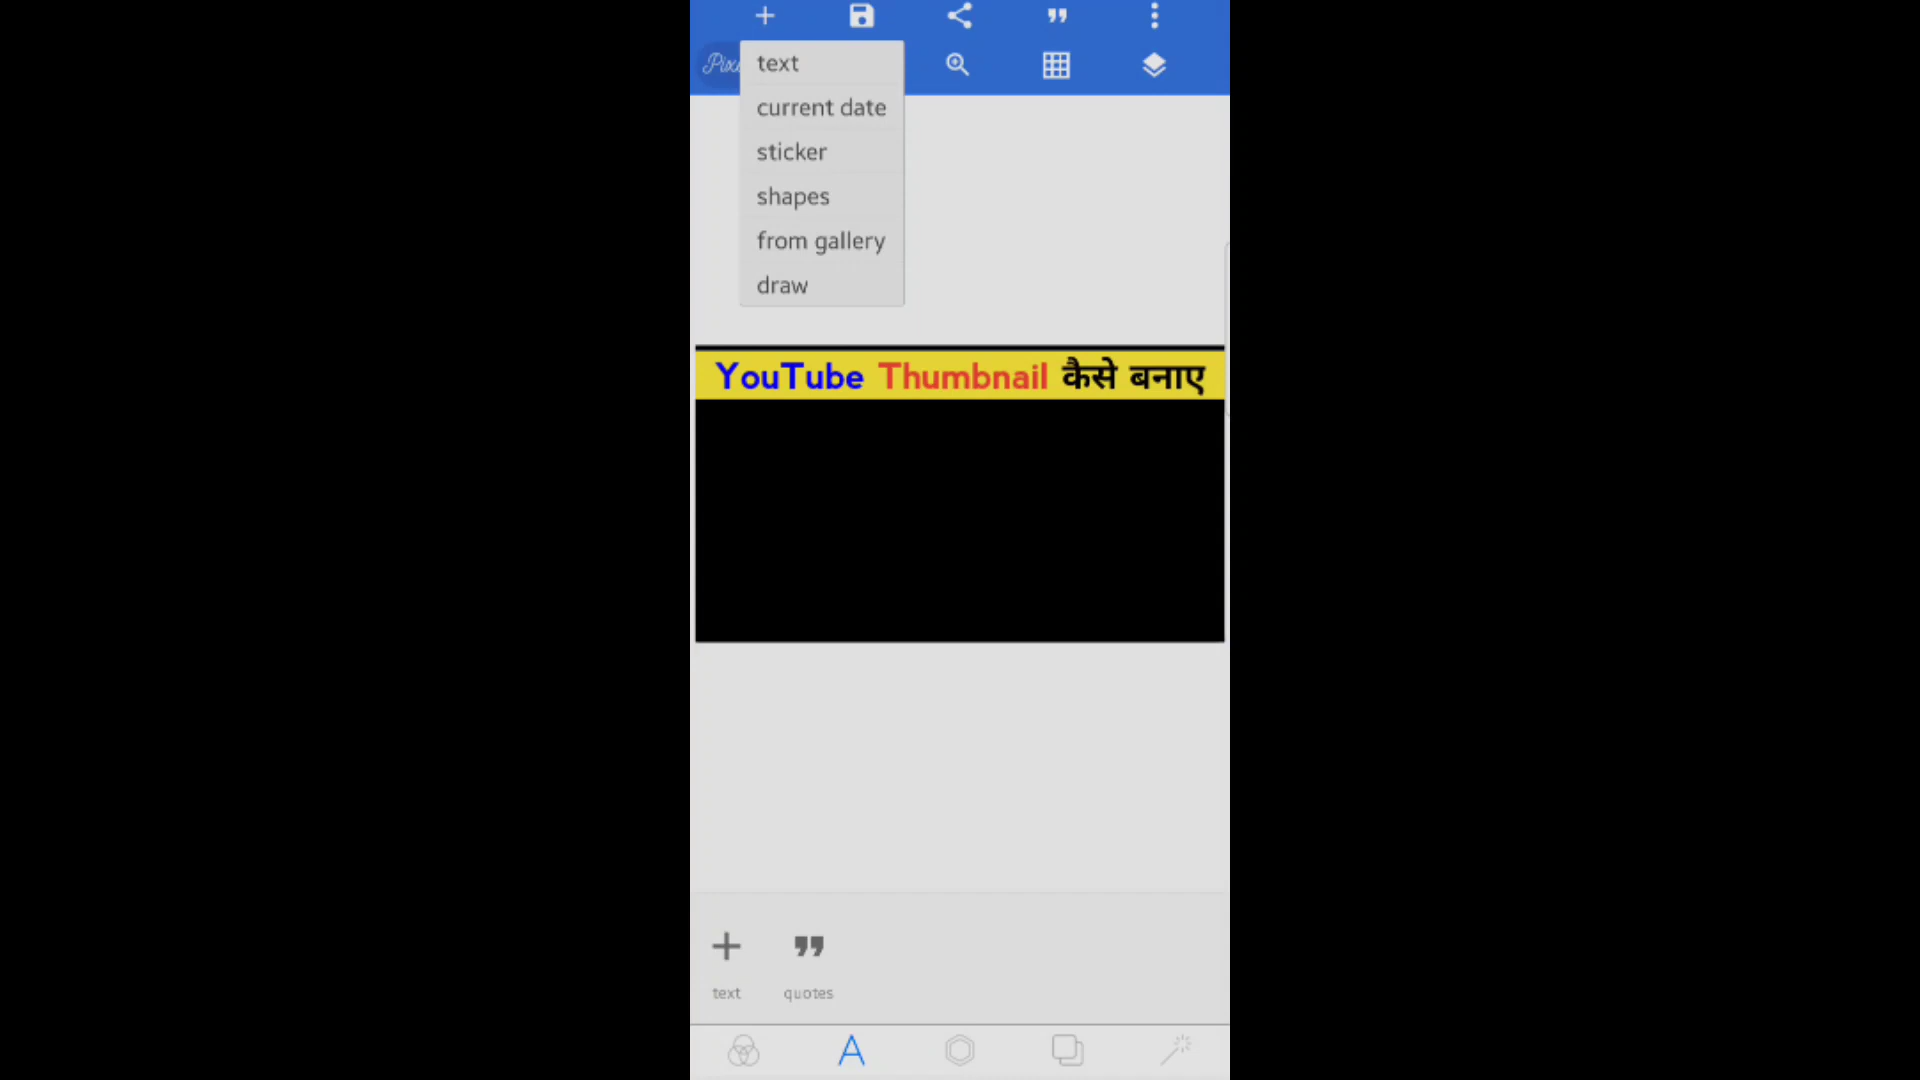 text
current date
sticker
shapes
from gallery
draw
YouTube Thumbnail कैसे बनाए
text
quotes